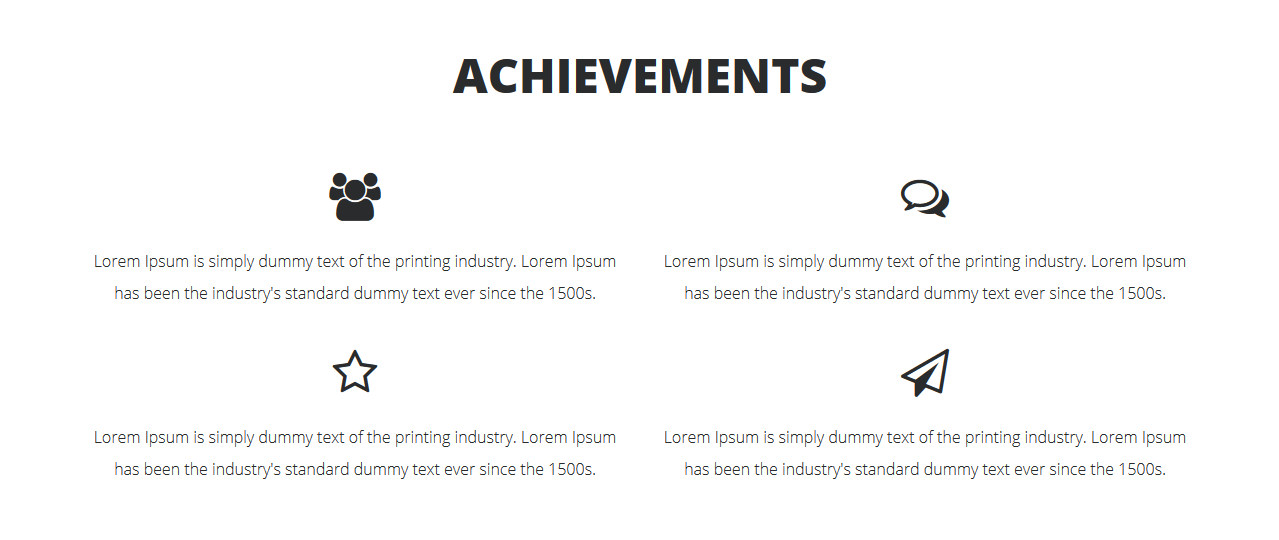 ACHIEVEMENTS
Lorem Ipsum is simply dummy text of the printing industry. Lorem Ipsum
has been the industry's standard dummy text ever since the 1500s.
Lorem Ipsum is simply dummy text of the printing industry. Lorem Ipsum
has been the industry's standard dummy text ever since the 1500s.
Lorem Ipsum is simply dummy text of the printing industry. Lorem Ipsum
has been the industry's standard dummy text ever since the 1500s.
Lorem Ipsum is simply dummy text of the printing industry. Lorem Ipsum
has been the industry's standard dummy text ever since the 1500s.